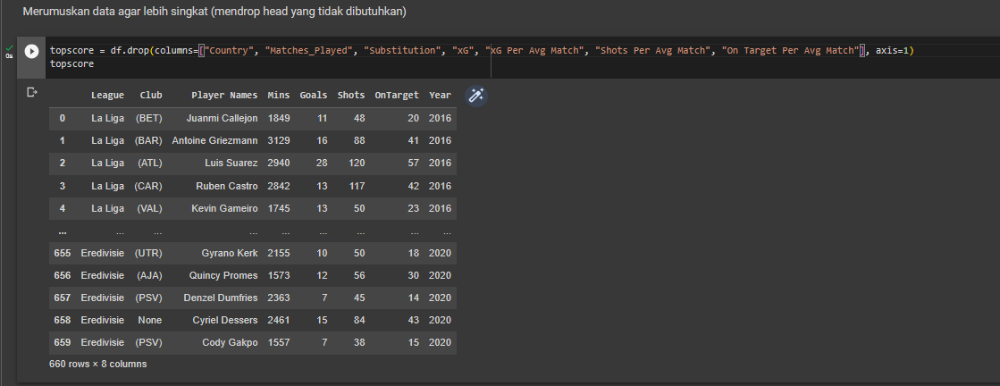 Merumuskan data agar lebih singkat (mendrop head yang tidak dibutuhkan)
0s
topscore = df.drop(columns=["Country", "Matches_Played", "Substitution", "xG", "xG Per Avg Match", "Shots Per Avg Match", "On Target Per Avg Match"], axis=1)
topscore
League Club Player Names Mins Goals Shots OnTarget Year
0 La Liga (BET) Juanmi Callejon 1849 11 48 20 2016
1 La Liga (BAR) Antoine Griezmann 3129 16 88 41 2016
2 La Liga (ATL) Luis Suarez 2940 28 120 57 2016
3 La Liga (CAR) Ruben Castro 2842 13 117 42 2016
4 La Liga (VAL) Kevin Gameiro 1745 13 50 23 2016
... ... ... ... ... ... ... ... ...
655 Eredivisie (UTR) Gyrano Kerk 2155 10 50 18 2020
656 Eredivisie (AJA) Quincy Promes 1573 12 56 30 2020
657 Eredivisie (PSV) Denzel Dumfries 2363 7 45 14 2020
658 Eredivisie None Cyriel Dessers 2461 15 84 43 2020
659 Eredivisie (PSV) Cody Gakpo 1557 7 38 15 2020
660 rows × 8 columns